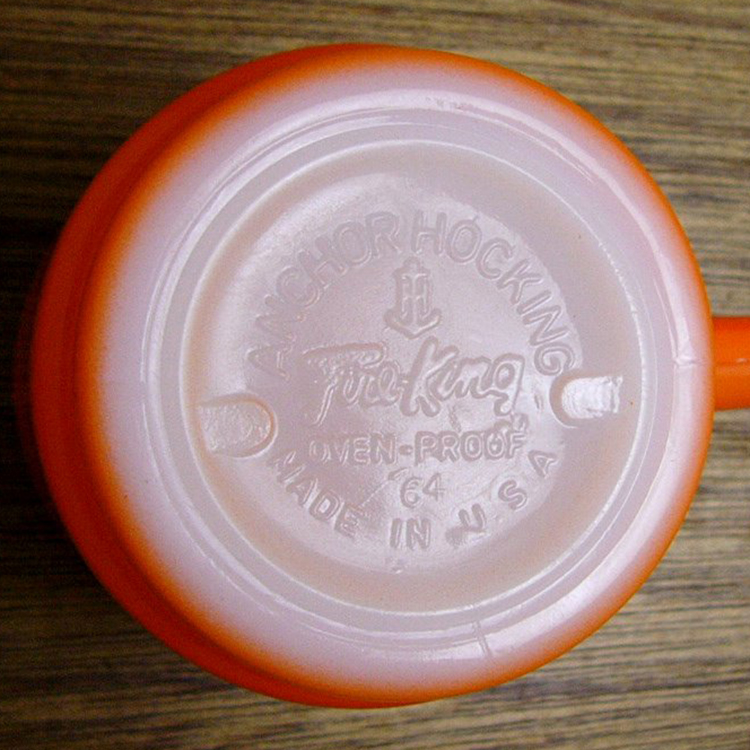 ANCHOR HOCKING
H
Fire-King
OVEN-PROOF
64
MADE IN U S A